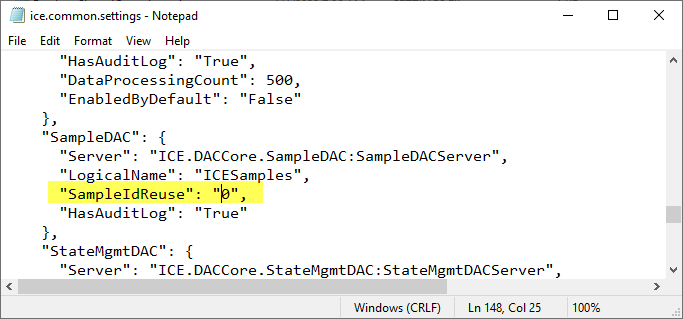 ice.common.settings - Notepad
File Edit Format View Help
"HasAuditLog": "True",
"DataProcessingCount": 500,
"EnabledByDefault": "False"
},
"SampleDAC": {
"Server": "ICE.DACCore.SampleDAC:SampleDACServer",
"LogicalName": "ICESamples",
"SampleIdReuse": "0",
"HasAuditLog": "True"
},
"StateMgmtDAC": {
"Server": "ICE.DACCore.StateMgmtDAC:StateMgmtDACServer",
Windows (CRLF) Ln 148, Col 25 100%